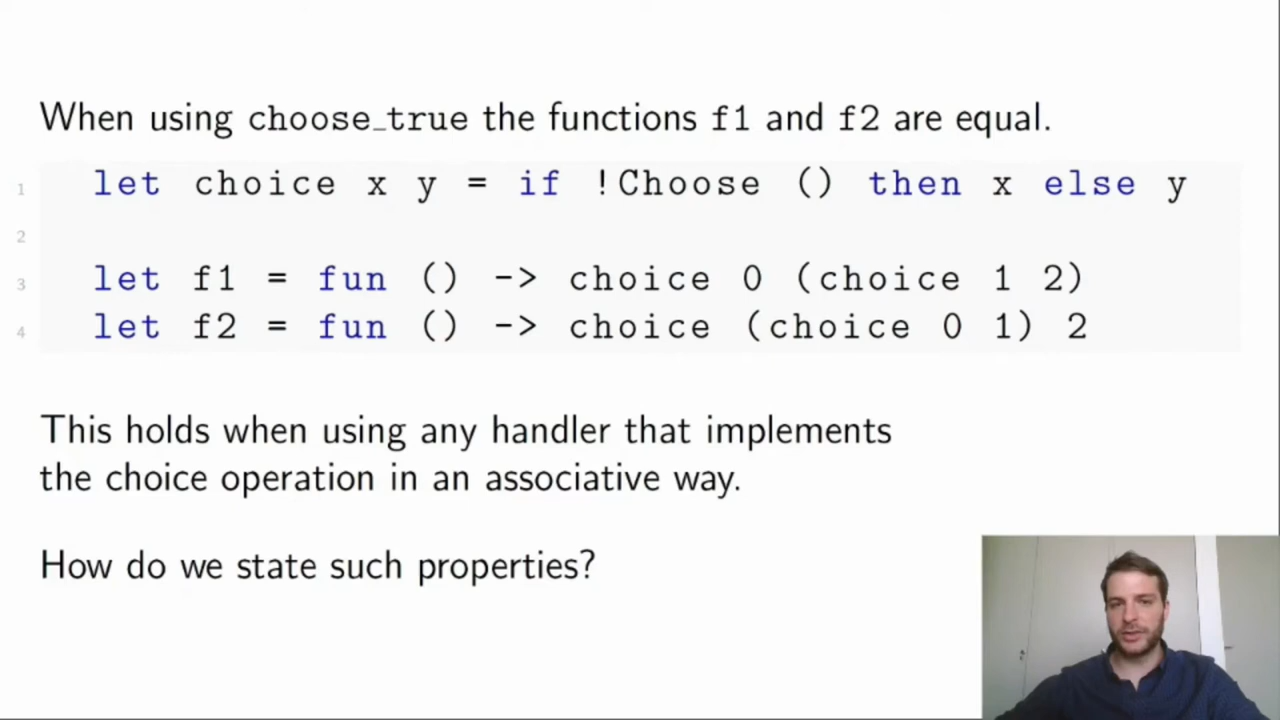 When using choose_true the functions f1 and f2 are equal.
1 let choice x y = if !Choose () then x else y
2
3 let f1 = fun () -> choice 0 (choice 1 2)
4 let f2 = fun () -> choice (choice 0 1) 2
This holds when using any handler that implements
the choice operation in an associative way.
How do we state such properties?